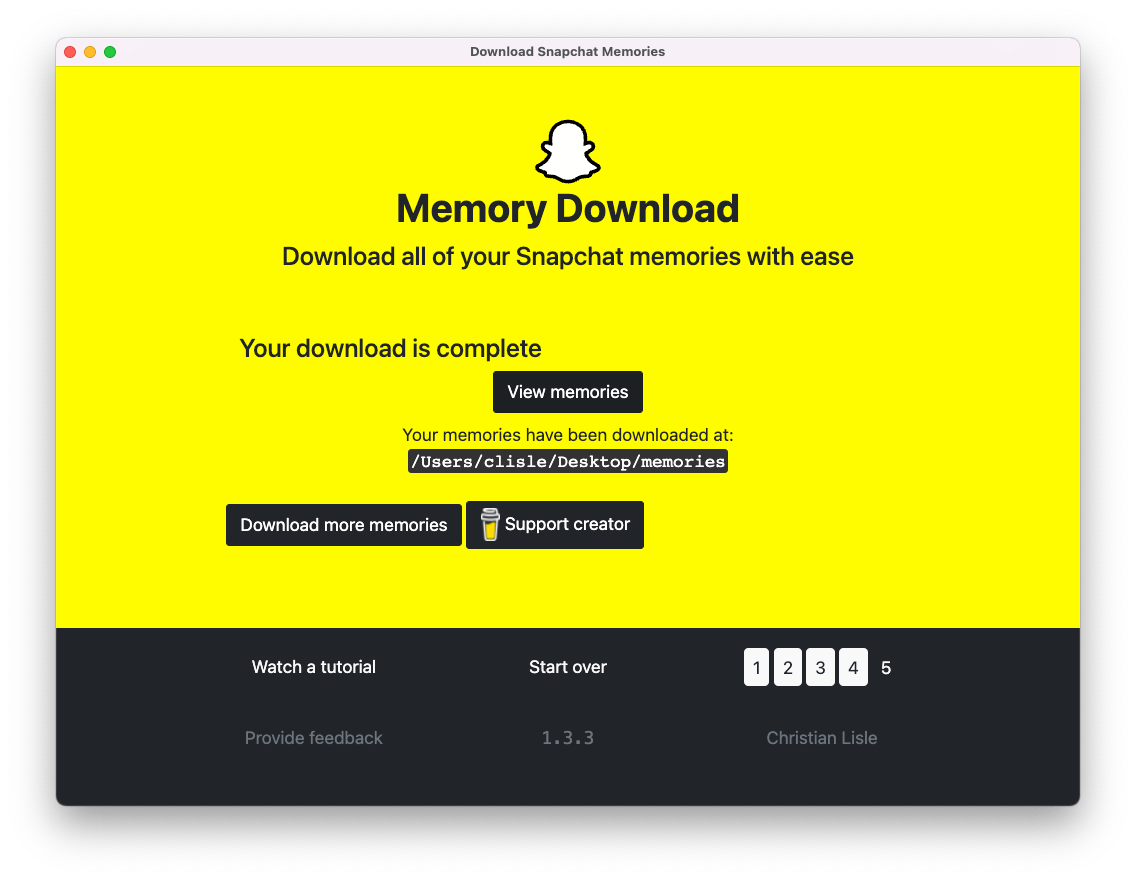 Download Snapchat Memories
Memory Download
Download all of your Snapchat memories with ease
Your download is complete
View memories
Your memories have been downloaded at:
/Users/clisle/Desktop/memories
Download more memories Support creator
Watch a tutorial Start over 1 2 3 4 5
Provide feedback 1.3.3 Christian Lisle